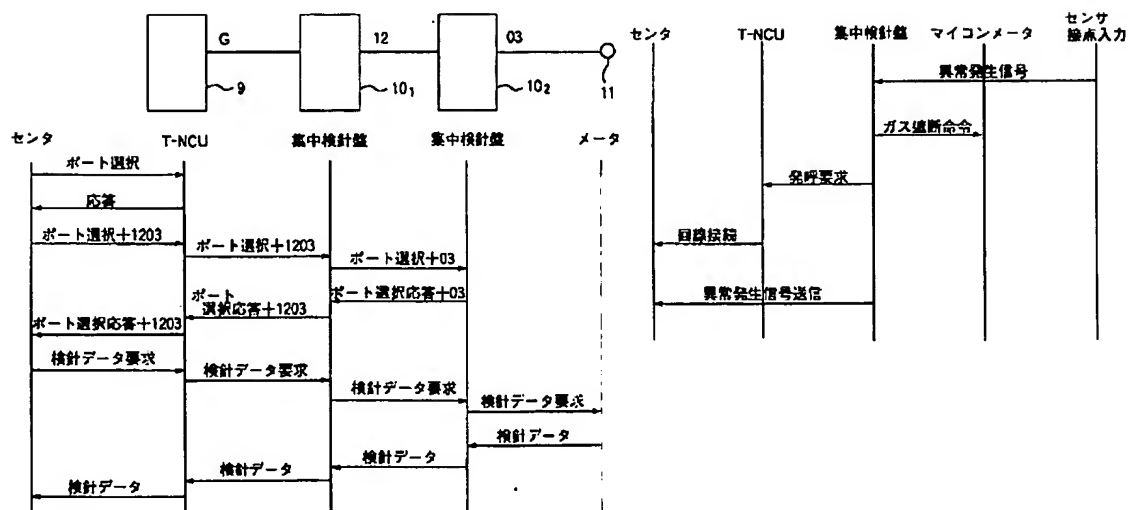 G
12
03
9
10₁
10₂
11
センタ
T-NCU
集中検針盤
集中検針盤
メータ
ポート選択
応答
ポート選択+1203
ポート選択+1203
ポート選択+03
ポート選択応答+03
ポート
選択応答+1203
ポート選択応答+1203
検針データ要求
検針データ要求
検針データ要求
検針データ要求
検針データ
検針データ
検針データ
検針データ
センタ
T-NCU
集中検針盤
マイコンメータ
センサ
接点入力
異常発生信号
ガス遮断命令
発呼要求
回線接続
異常発生信号送信